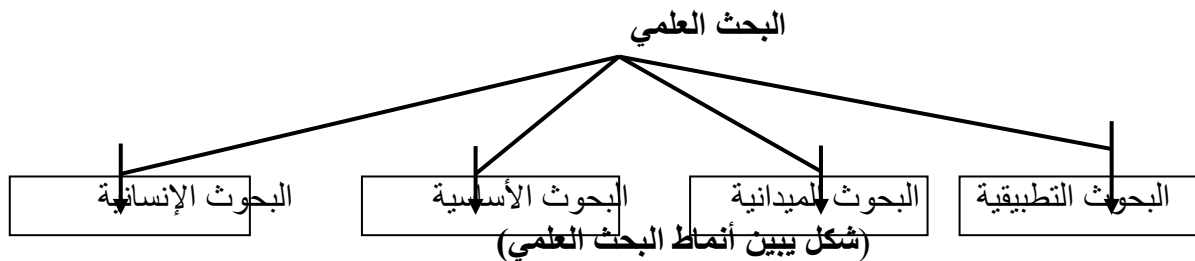 البحث العلمي
البحوث التطبيقية البحوث الميدانية البحوث الأساسية البحوث الإنسانية
(شكل يبين أنماط البحث العلمي)